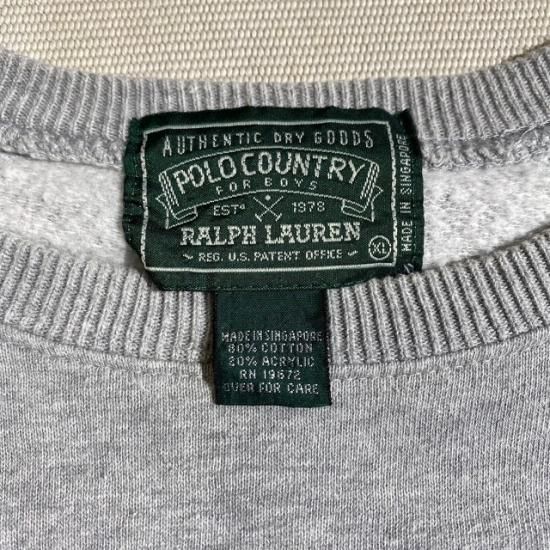 AUTHENTIC DRY GOODS
POLO COUNTRY
FOR BOYS
ESTD 1978
RALPH LAUREN
REG. U.S. PATENT OFFICE
XL
MADE IN SINGAPORE
MADE IN SINGAPORE
80% COTTON
20% ACRYLIC
RN 19672
OVER FOR CARE